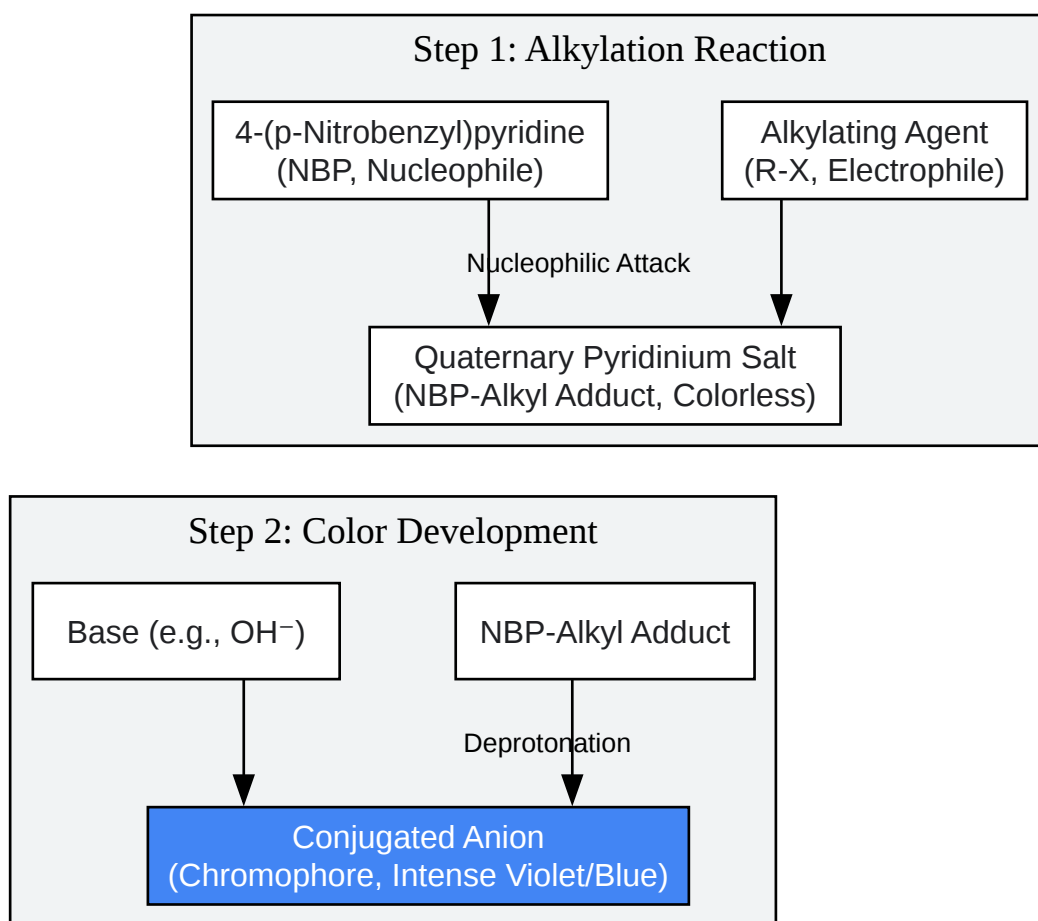 Step 1: Alkylation Reaction
4-(p-Nitrobenzyl)pyridine
(NBP, Nucleophile)
Alkylating Agent
(R-X, Electrophile)
Nucleophilic Attack
Quaternary Pyridinium Salt
(NBP-Alkyl Adduct, Colorless)
Step 2: Color Development
Base (e.g., OH⁻)
NBP-Alkyl Adduct
Deprotonation
Conjugated Anion
(Chromophore, Intense Violet/Blue)